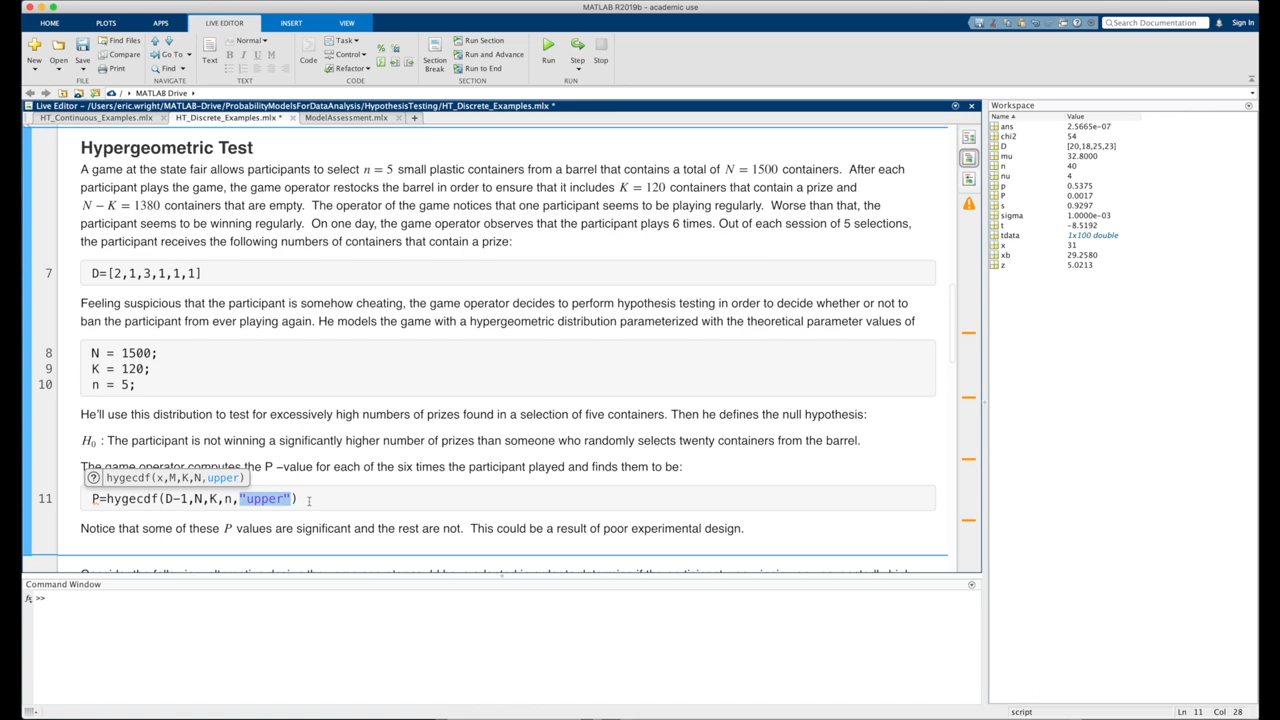 MATLAB R2019b - academic use
HOME PLOTS APPS LIVE EDITOR INSERT VIEW
Search Documentation Sign In
New Open Save Find Files Compare Print
Go To Find
Text Normal B I U M
Code Task Control Refactor
Section Break Run Section Run and Advance Run to End
Run Step Stop
FILE NAVIGATE TEXT CODE SECTION RUN
/ MATLAB Drive
Live Editor - /Users/eric.wright/MATLAB-Drive/ProbabilityModelsForDataAnalysis/HypothesisTesting/HT_Discrete_Examples.mlx *
HT_Continuous_Examples.mlx HT_Discrete_Examples.mlx * ModelAssessment.mlx +
Hypergeometric Test
A game at the state fair allows participants to select n = 5 small plastic containers from a barrel that contains a total of N = 1500 containers. After each
participant plays the game, the game operator restocks the barrel in order to ensure that it includes K = 120 containers that contain a prize and
N − K = 1380 containers that are empty. The operator of the game notices that one participant seems to be playing regularly. Worse than that, the
participant seems to be winning regularly. On one day, the game operator observes that the participant plays 6 times. Out of each session of 5 selections,
the participant receives the following numbers of containers that contain a prize:
7 D=[2,1,3,1,1,1]
Feeling suspicious that the participant is somehow cheating, the game operator decides to perform hypothesis testing in order to decide whether or not to
ban the participant from ever playing again. He models the game with a hypergeometric distribution parameterized with the theoretical parameter values of
8 N = 1500;
9 K = 120;
10 n = 5;
He'll use this distribution to test for excessively high numbers of prizes found in a selection of five containers. Then he defines the null hypothesis:
H0 : The participant is not winning a significantly higher number of prizes than someone who randomly selects twenty containers from the barrel.
The game operator computes the P −value for each of the six times the participant played and finds them to be:
hygecdf(x,M,K,N,upper)
11 P=hygecdf(D-1,N,K,n,"upper")
Notice that some of these P values are significant and the rest are not. This could be a result of poor experimental design.
Command Window
fx >>
Workspace
Name Value
ans 2.5665e-07
chi2 54
D [20,18,25,23]
mu 32.8000
n 40
nu 4
p 0.5375
P 0.0017
s 0.9297
sigma 1.0000e-03
t -8.5192
tdata 1x100 double
x 31
xb 29.2580
z 5.0213
script Ln 11 Col 28